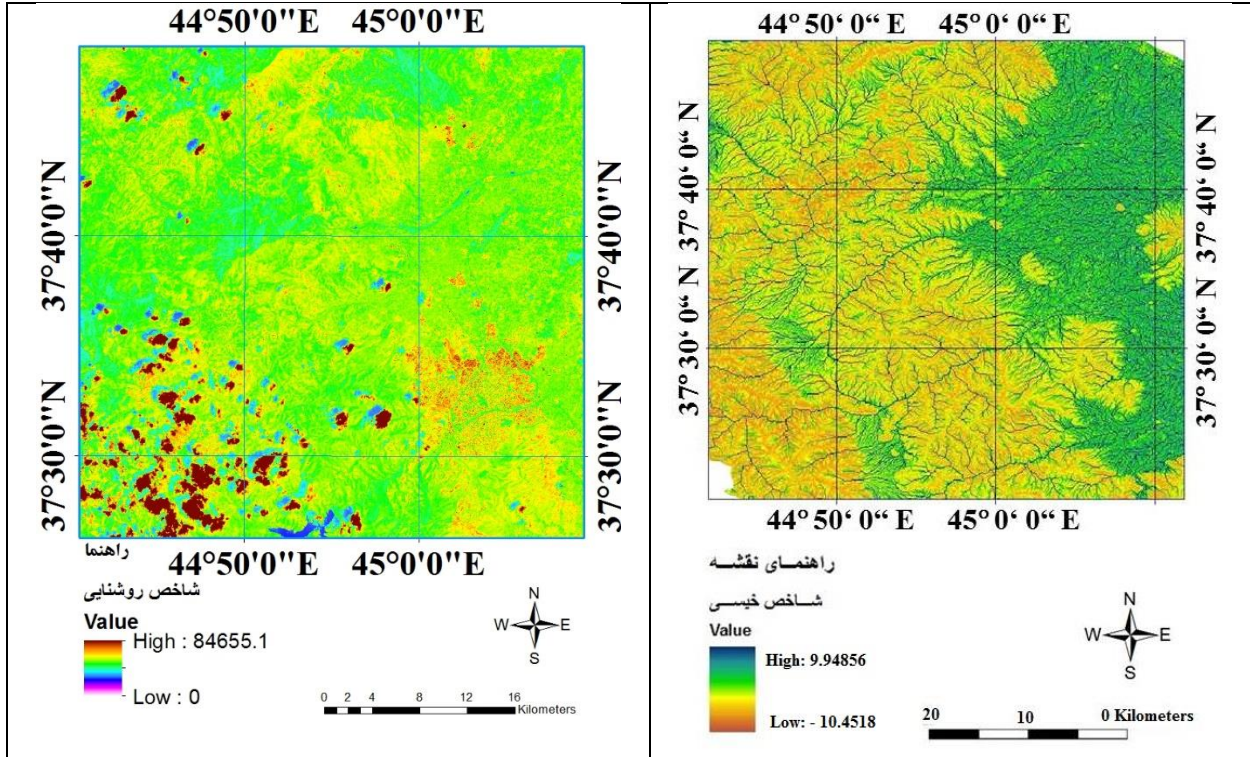 44°50'0"E 45°0'0"E
37°40'0"N
37°40'0"N
37°30'0"N
37°30'0"N
44°50'0"E 45°0'0"E
راهنما
شاخص روشنایی
Value
High : 84655.1
Low : 0
N
W E
S
0 2 4 8 12 16
Kilometers
44° 50‘ 0“ E 45° 0‘ 0“ E
37° 40‘ 0“ N
37° 40‘ 0“ N
37° 30‘ 0“ N
37° 30‘ 0“ N
44° 50‘ 0“ E 45° 0‘ 0“ E
راهنمای نقشه
شاخص خیسی
Value
High: 9.94856
Low: - 10.4518
N
W E
S
20 10 0 Kilometers